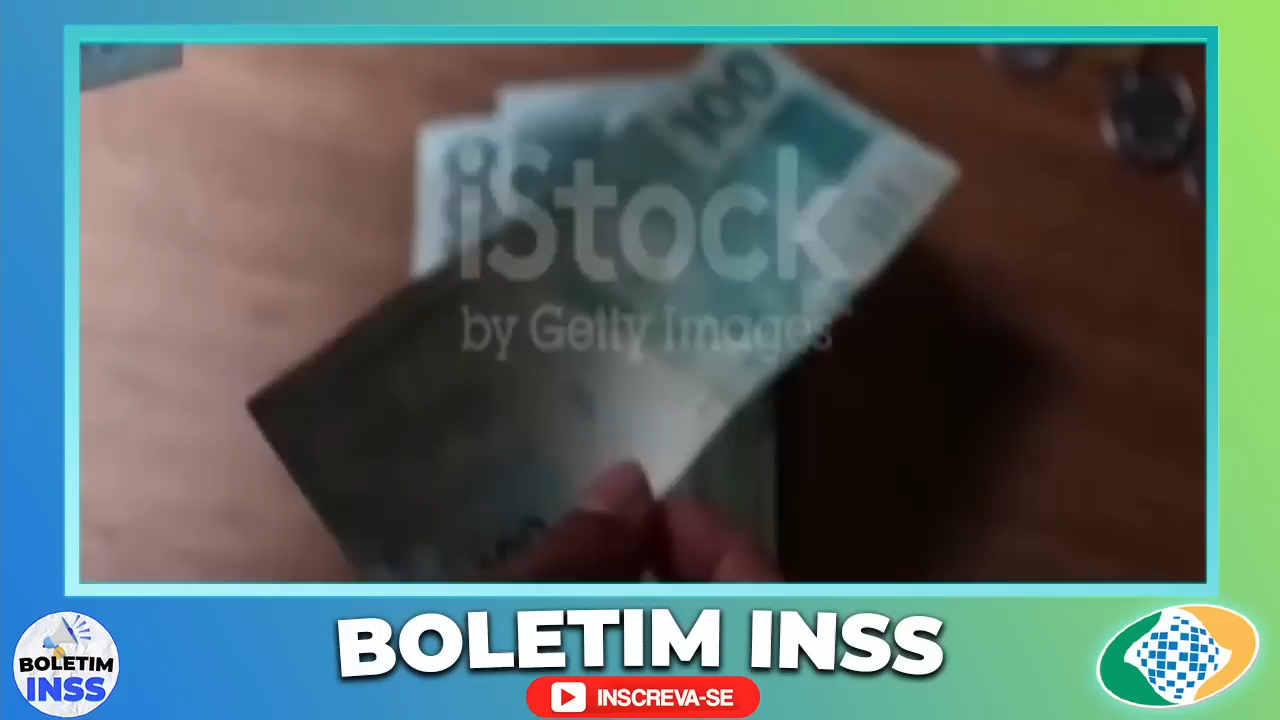 100
iStock
by Getty Images
BOLETIM INSS
BOLETIM
INSS
INSCREVA-SE